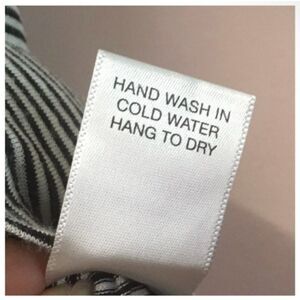 HAND WASH IN
COLD WATER
HANG TO DRY